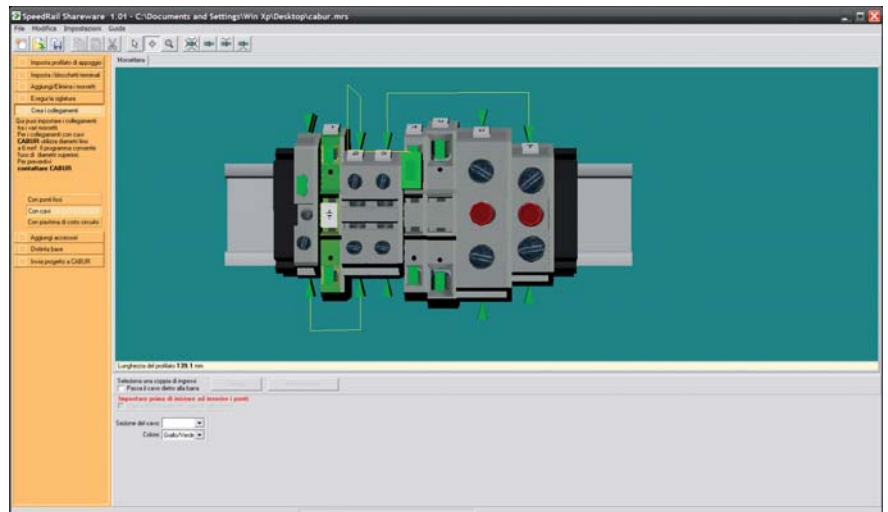 SpeedRail Shareware 1.01 - C:\Documents and Settings\Win Xp\Desktop\cabur.mrs
File Modifica Impostazioni Guida
Imposta profilato di appoggio
Morsettiera
Imposta i blocchetti terminali
Aggiungi/Elimina i morsetti
Esegui la siglatura
Crea i collegamenti
Qui puoi impostare i collegamenti
tra i vari morsetti.
Per i collegamenti con cavi
CABUR utilizza diametri fino
a 6 mm². Il programma consente
l'uso di diametri superiori.
Per preventivi
contattare CABUR
Con ponti fissi
Con cavi
Con piastrina di corto circuito
Aggiungi accessori
Distinta base
Invia progetto a CABUR
Lunghezza del profilato 139.1 mm
Seleziona una coppia di ingressi
Passa il cavo dietro alla barra
Impostare prima di iniziare ad inserire i ponti
Sezione del cavo:
Colore: Giallo/Verde